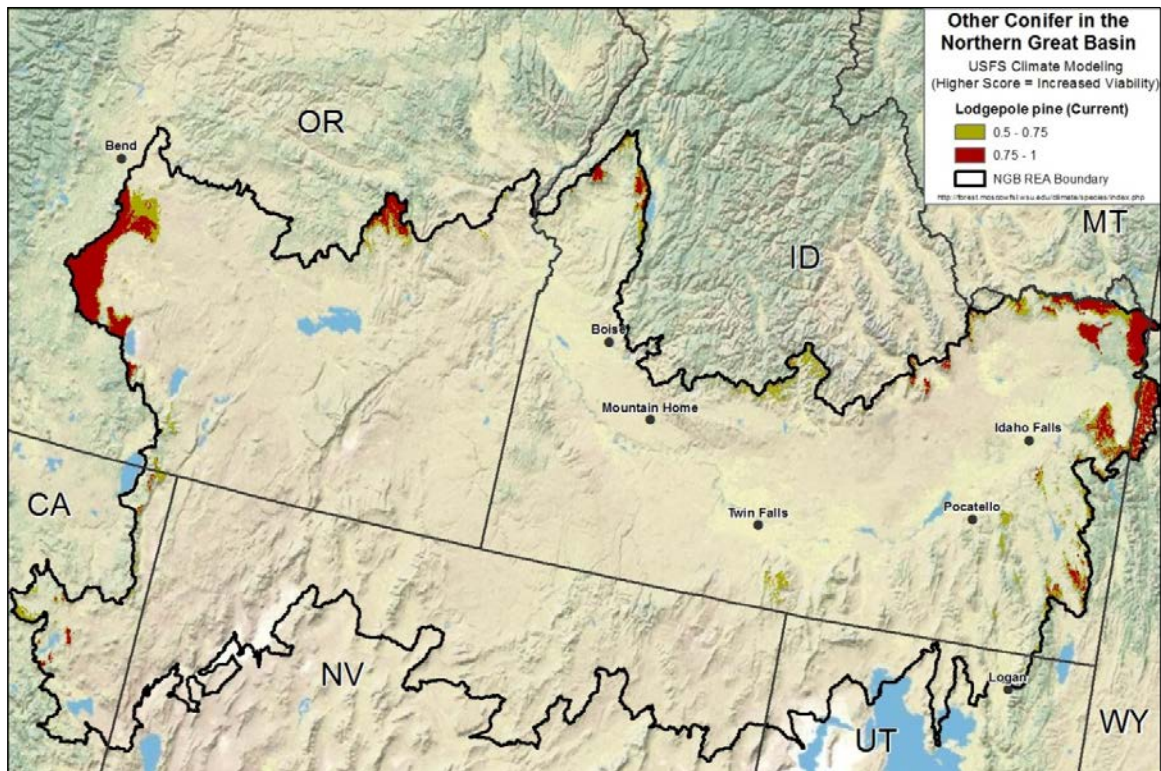 Other Conifer in the
Northern Great Basin
USFS Climate Modeling
(Higher Score = Increased Viability)
Lodgepole pine (Current)
0.5 - 0.75
0.75 - 1
NGB REA Boundary
OR
Bend
MT
ID
Boise
Mountain Home
Idaho Falls
CA
Twin Falls
Pocatello
NV
Logan
UT
WY